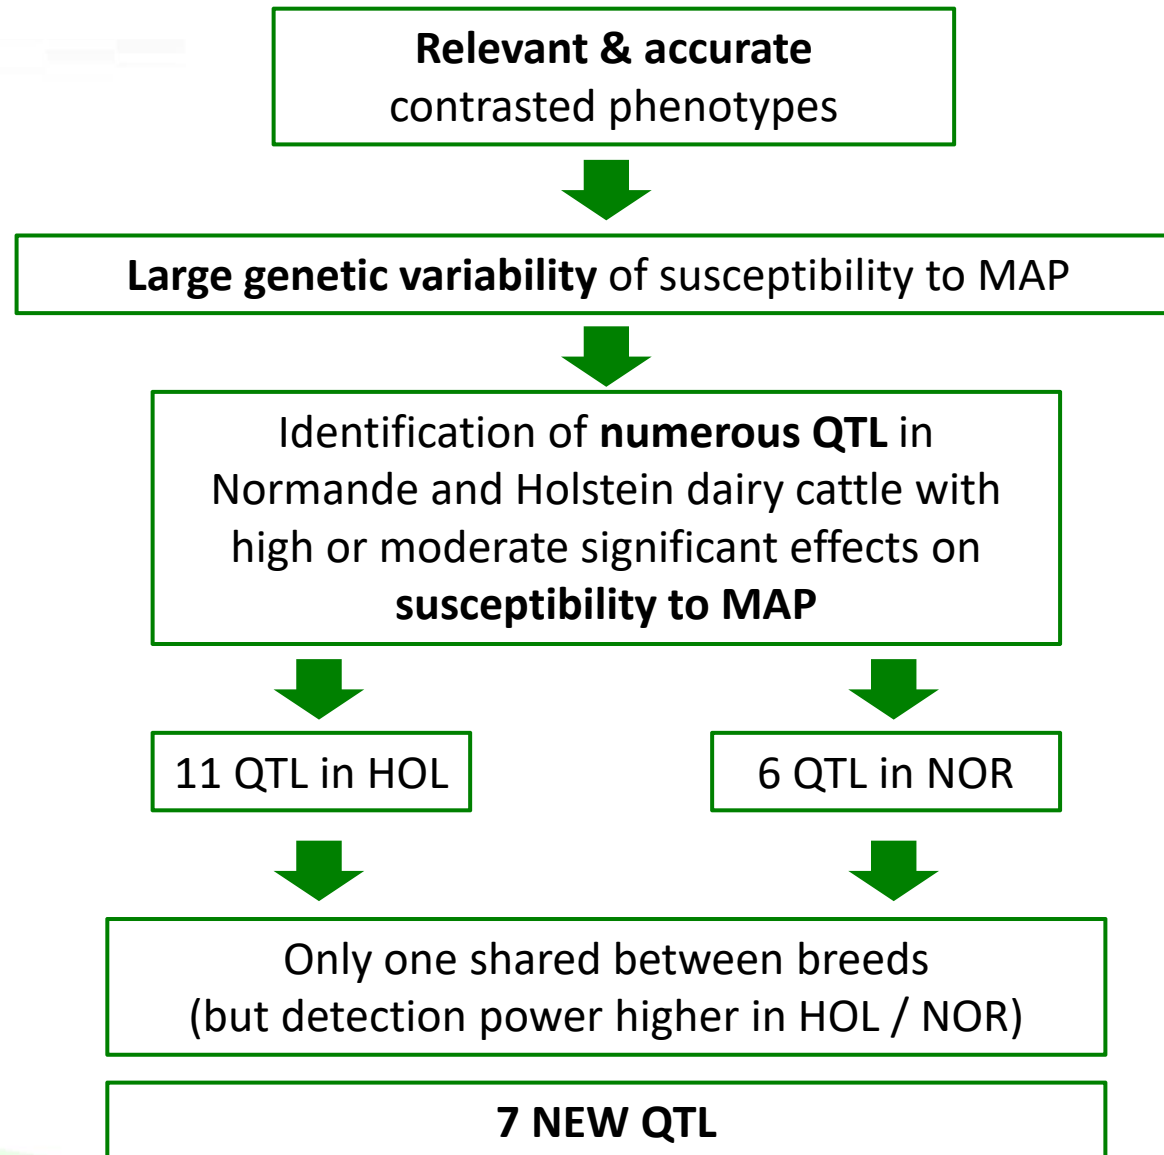 Relevant & accurate
contrasted phenotypes
Large genetic variability of susceptibility to MAP
Identification of numerous QTL in
Normande and Holstein dairy cattle with
high or moderate significant effects on
susceptibility to MAP
11 QTL in HOL
6 QTL in NOR
Only one shared between breeds
(but detection power higher in HOL / NOR)
7 NEW QTL